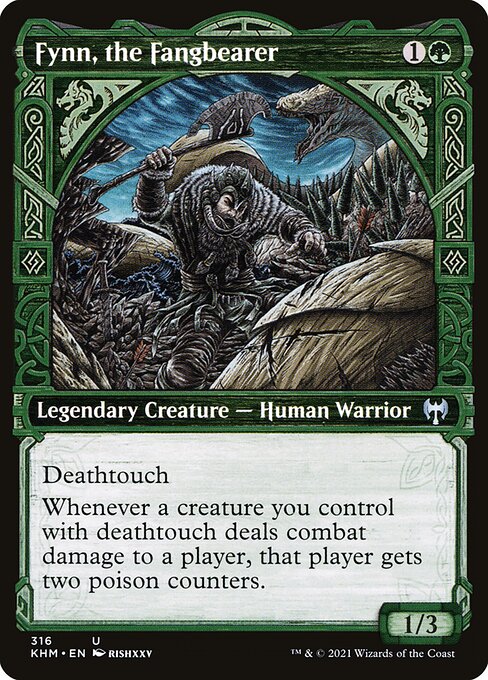 Fynn, the Fangbearer 1
Legendary Creature — Human Warrior
Deathtouch
Whenever a creature you control
with deathtouch deals combat
damage to a player, that player gets
two poison counters.
1/3
316 U
KHM • EN RISHXXV
™ & © 2021 Wizards of the Coast